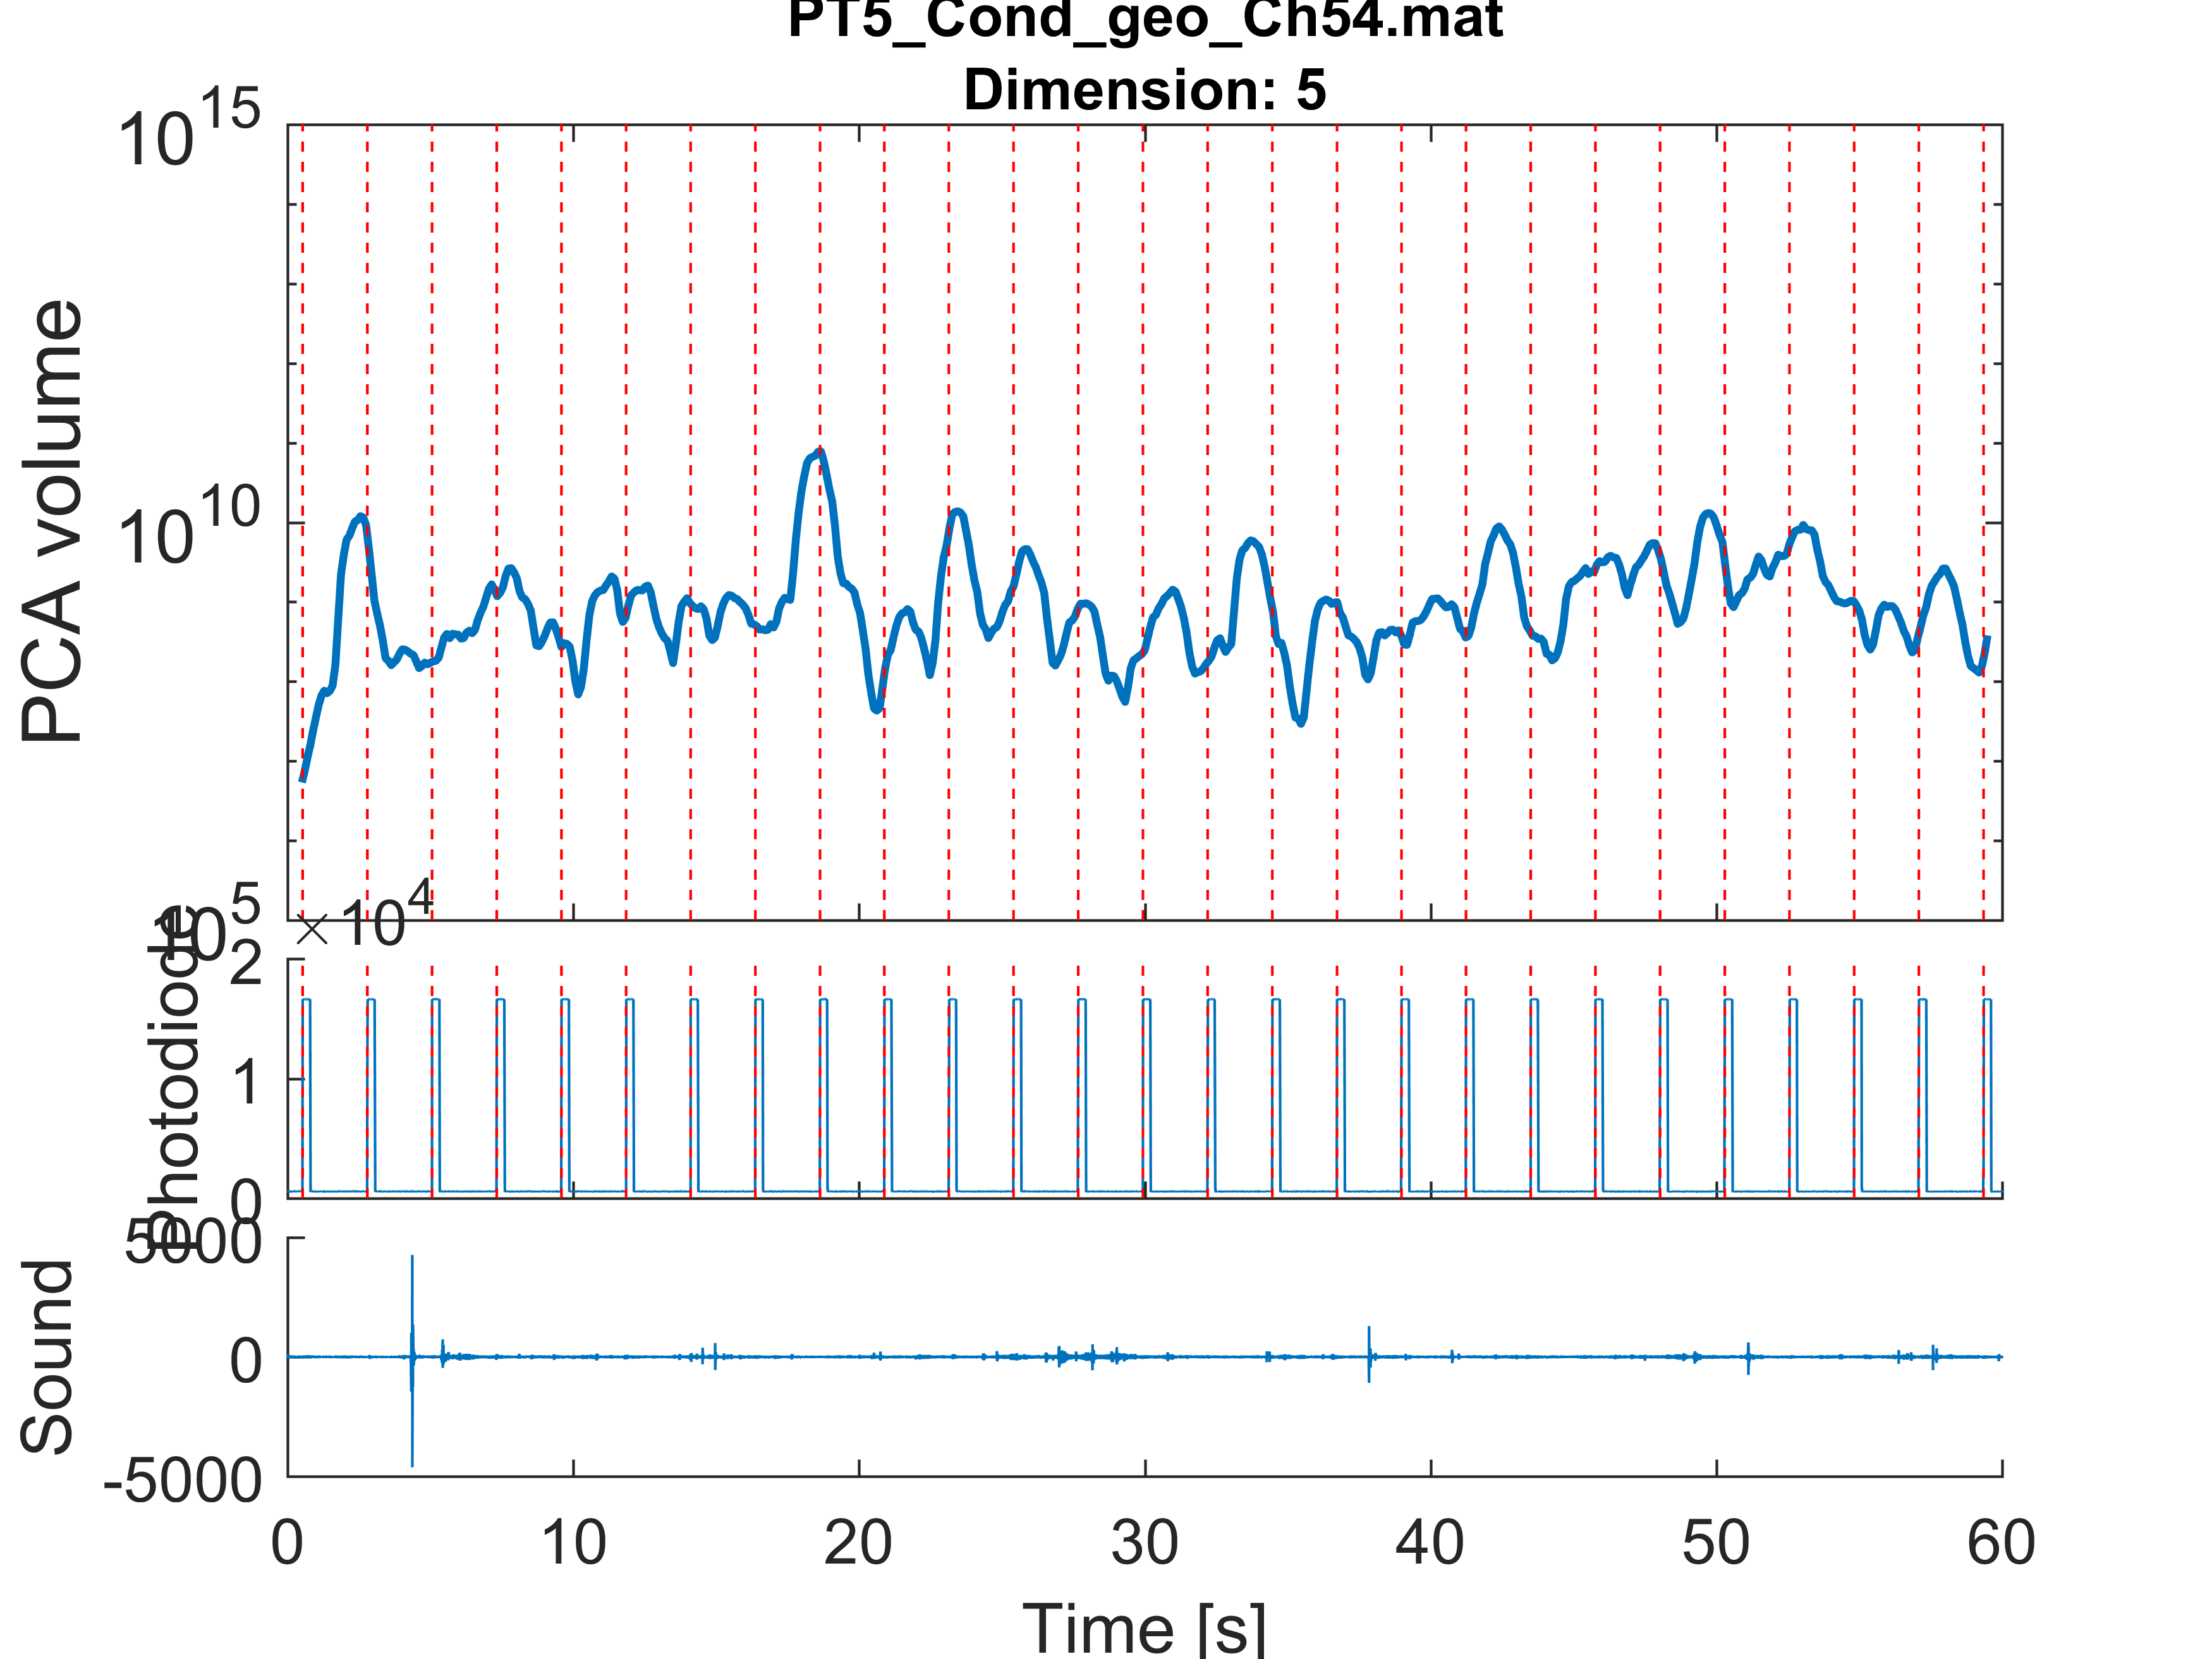 PT5_Cond_geo_Ch54.mat
Dimension: 5
10^15
10^10
10^5
PCA volume
×10^4
2
1
0
Photodiode
5000
0
-5000
Sound
0 10 20 30 40 50 60
Time [s]